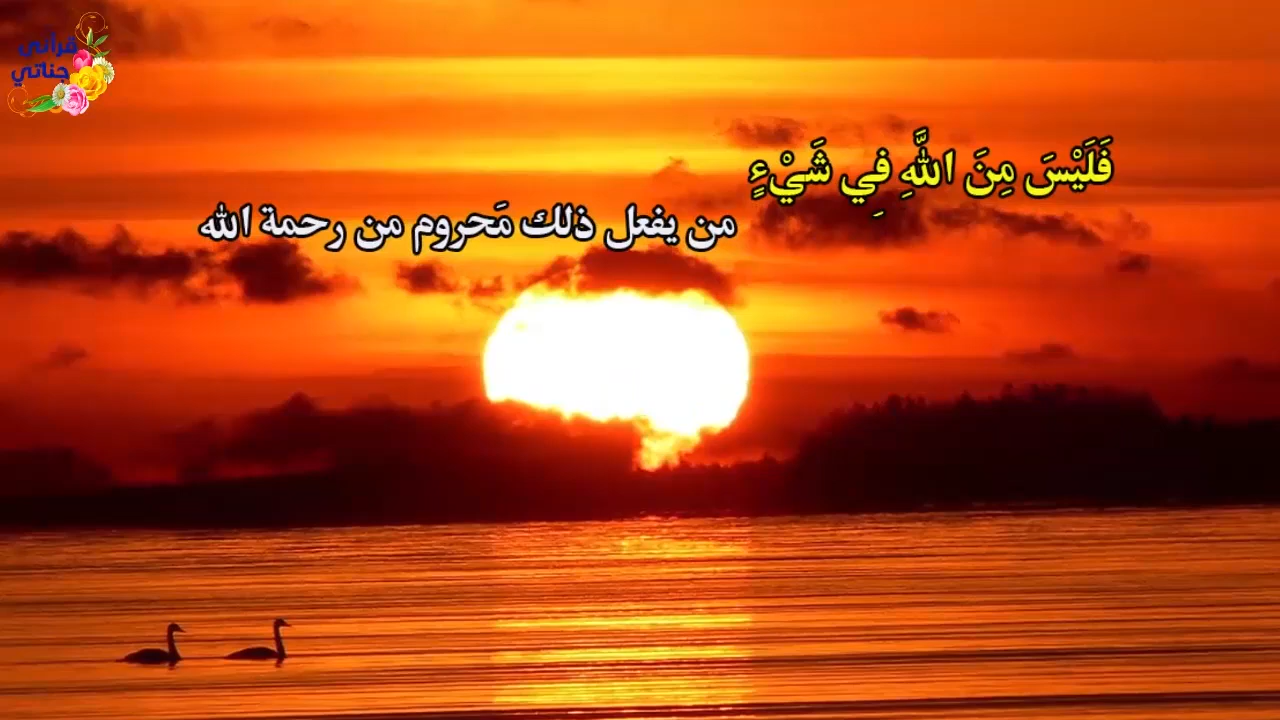 قرآني
جناتي
فَلَيْسَ مِنَ اللَّهِ فِي شَيْءٍ
من يفعل ذلك مَحروم من رحمة الله